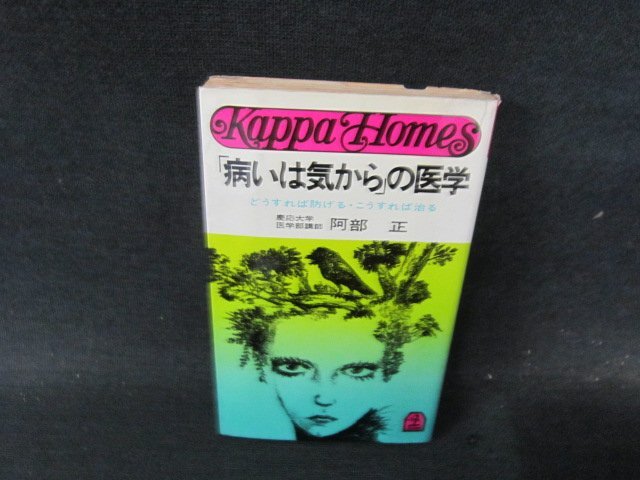 Kappa Homes
「病いは気から」の医学
どうすれば防げる・こうすれば治る
慶応大学
医学部講師 阿部 正